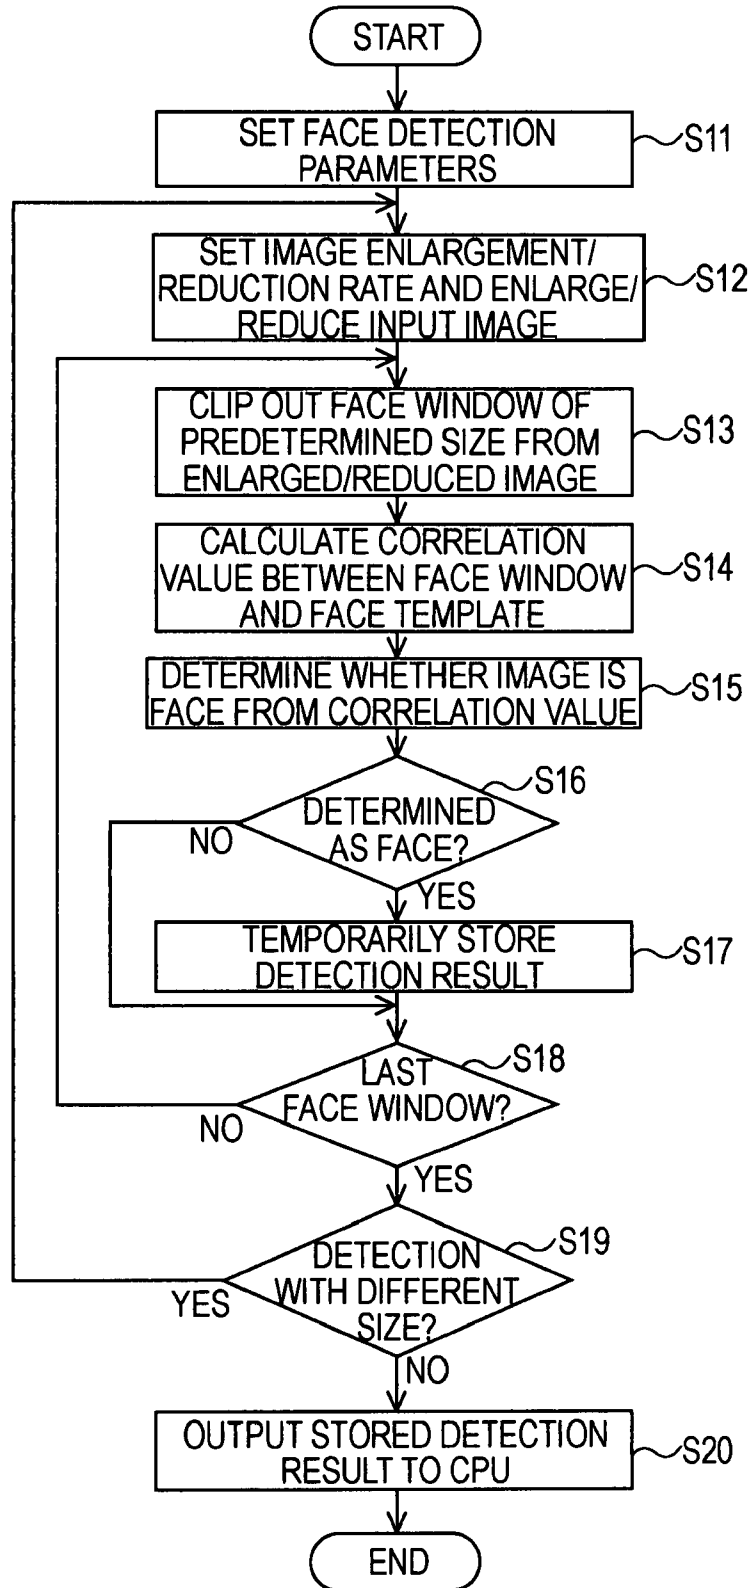 START
SET FACE DETECTION
PARAMETERS
S11
SET IMAGE ENLARGEMENT/
REDUCTION RATE AND ENLARGE/
REDUCE INPUT IMAGE
S12
CLIP OUT FACE WINDOW OF
PREDETERMINED SIZE FROM
ENLARGED/REDUCED IMAGE
S13
CALCULATE CORRELATION
VALUE BETWEEN FACE WINDOW
AND FACE TEMPLATE
S14
DETERMINE WHETHER IMAGE IS
FACE FROM CORRELATION VALUE
S15
S16
DETERMINED
AS FACE?
NO
YES
TEMPORARILY STORE
DETECTION RESULT
S17
S18
LAST
FACE WINDOW?
NO
YES
S19
DETECTION
WITH DIFFERENT
SIZE?
YES
NO
OUTPUT STORED DETECTION
RESULT TO CPU
S20
END